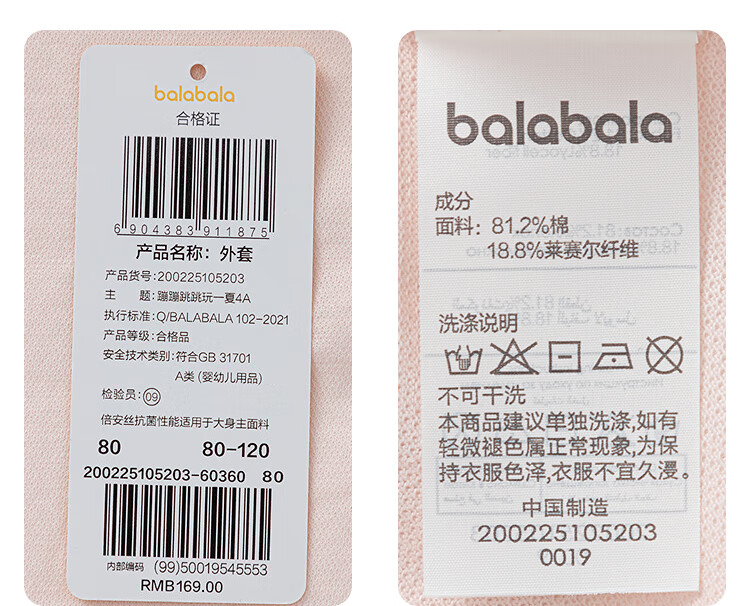 balabala
合格证
6 904383 911875
产品名称：外套
产品货号：200225105203
主 题：蹦蹦跳跳玩一夏4A
执行标准：Q/BALABALA 102-2021
产品等级：合格品
安全技术类别：符合GB 31701
A类 (婴幼儿用品)
检验员：09
倍安丝抗菌性能适用于大身主面料
80 80-120
200225105203-60360 80
内部编码 (99)50019545553
RMB169.00
balabala
成分
面料：81.2%棉
18.8%莱赛尔纤维
洗涤说明
不可干洗
本商品建议单独洗涤,如有
轻微褪色属正常现象,为保
持衣服色泽,衣服不宜久浸。
中国制造
200225105203
0019